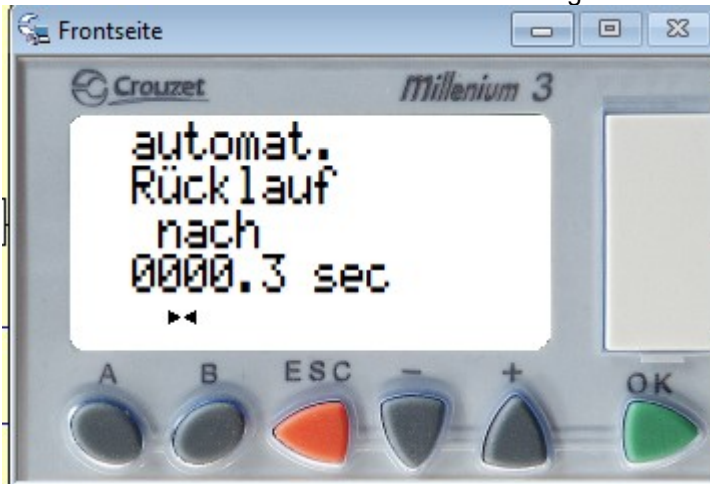 Frontseite
Crouzet
Millenium 3
automat.
Rücklauf
nach
0000.3 sec
A B ESC - + OK